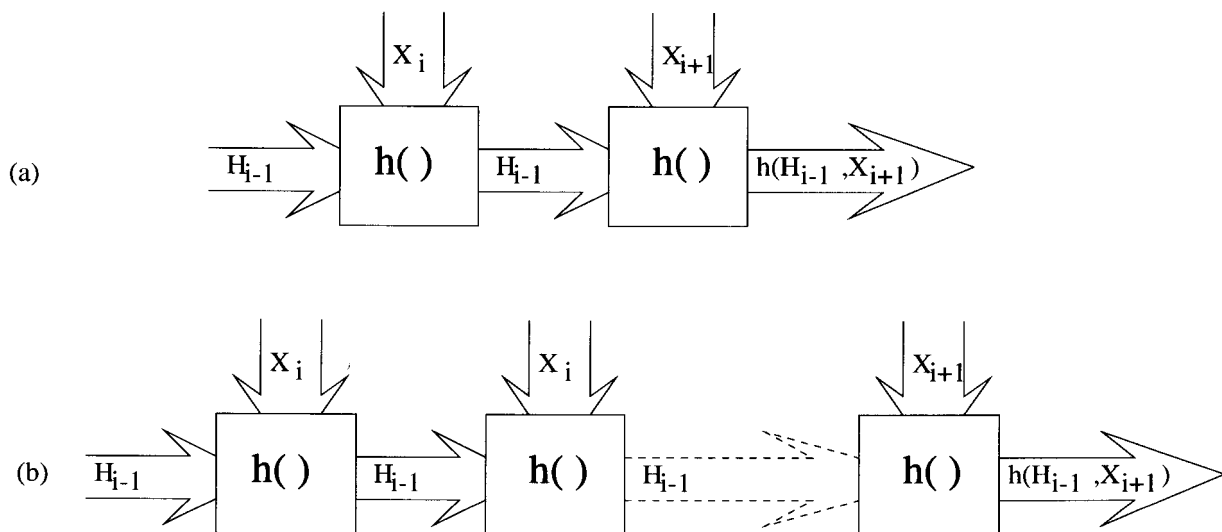 X_i X_{i+1}
(a) H_{i-1} h( ) H_{i-1} h( ) h(H_{i-1} ,X_{i+1})
X_i X_i X_{i+1}
(b) H_{i-1} h( ) H_{i-1} h( ) H_{i-1} h( ) h(H_{i-1} ,X_{i+1})